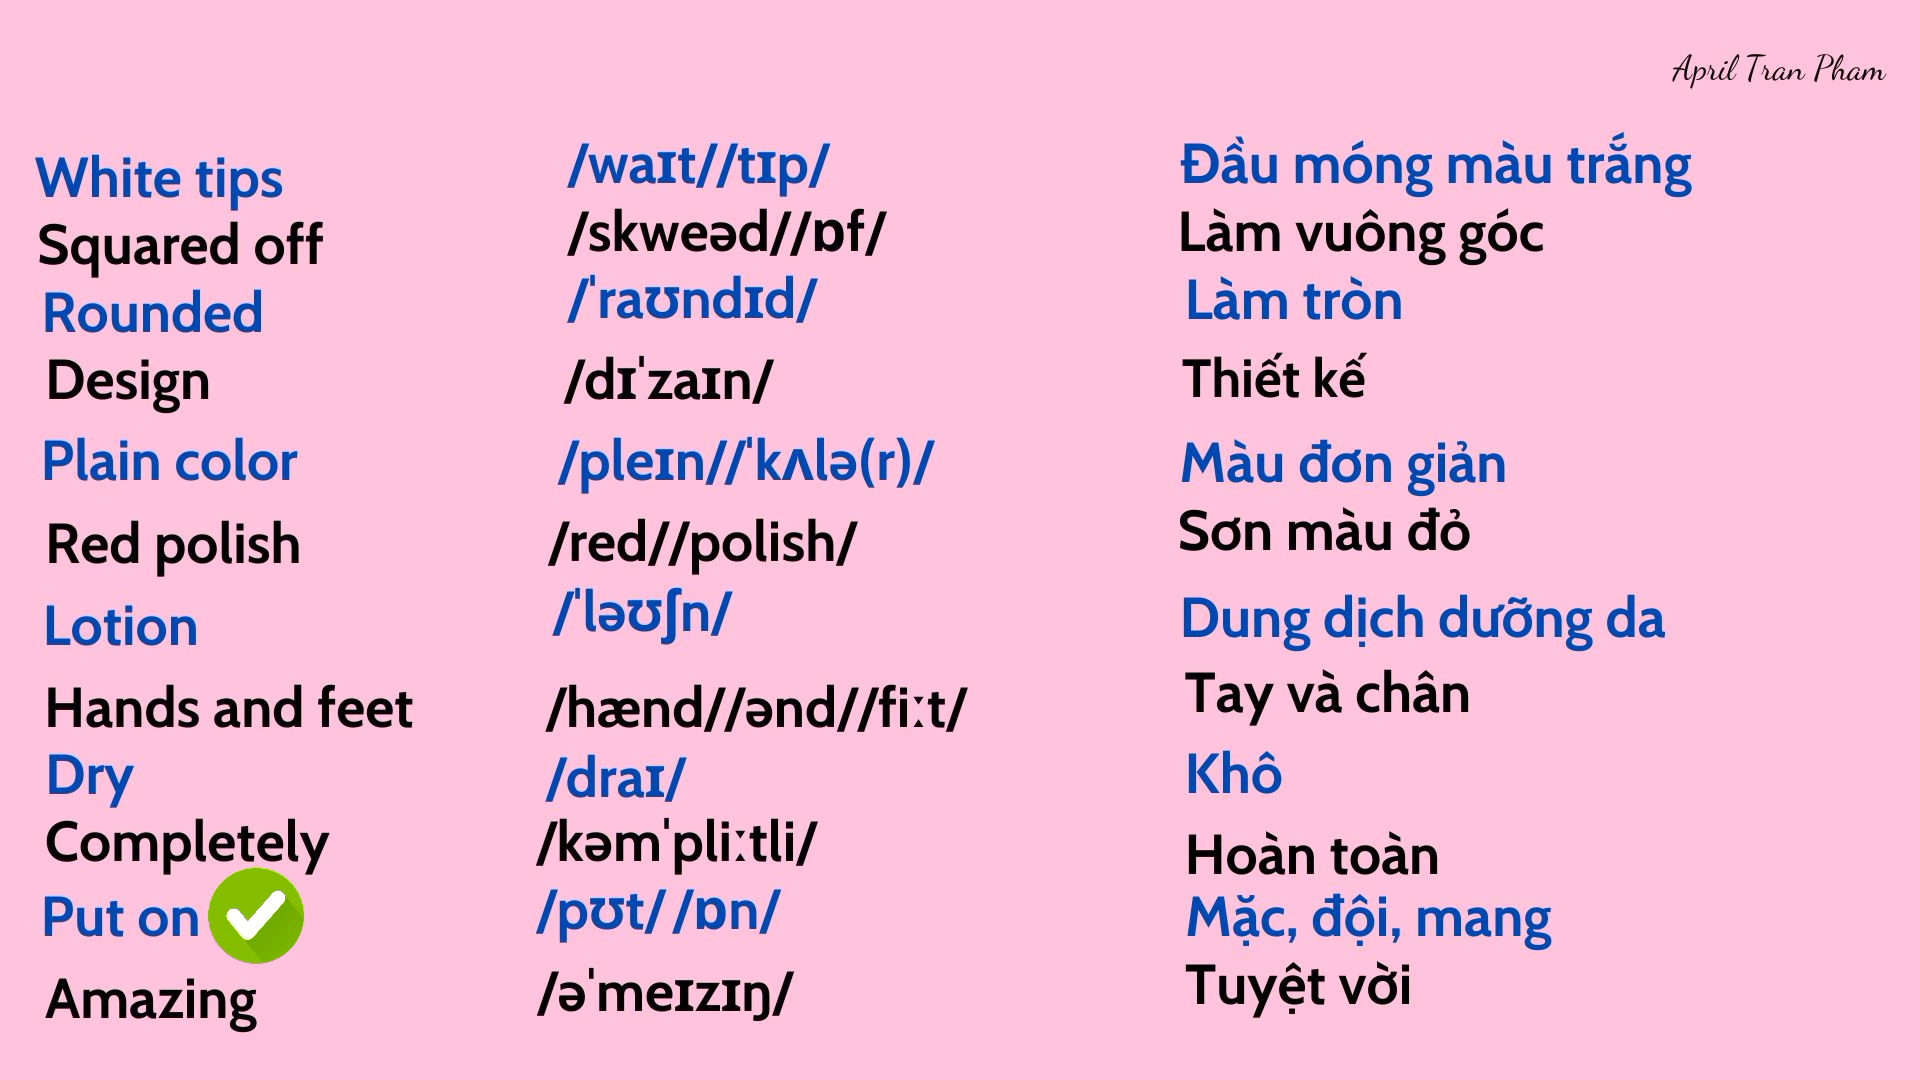 April Tran Pham
White tips /waɪt//tɪp/ Đầu móng màu trắng
Squared off /skweəd//ɒf/ Làm vuông góc
Rounded /ˈraʊndɪd/ Làm tròn
Design /dɪˈzaɪn/ Thiết kế
Plain color /pleɪn//ˈkʌlə(r)/ Màu đơn giản
Red polish /red//polish/ Sơn màu đỏ
Lotion /ˈləʊʃn/ Dung dịch dưỡng da
Hands and feet /hænd//ənd//fiːt/ Tay và chân
Dry /draɪ/ Khô
Completely /kəmˈpliːtli/ Hoàn toàn
Put on /pʊt/ /ɒn/ Mặc, đội, mang
Amazing /əˈmeɪzɪŋ/ Tuyệt vời